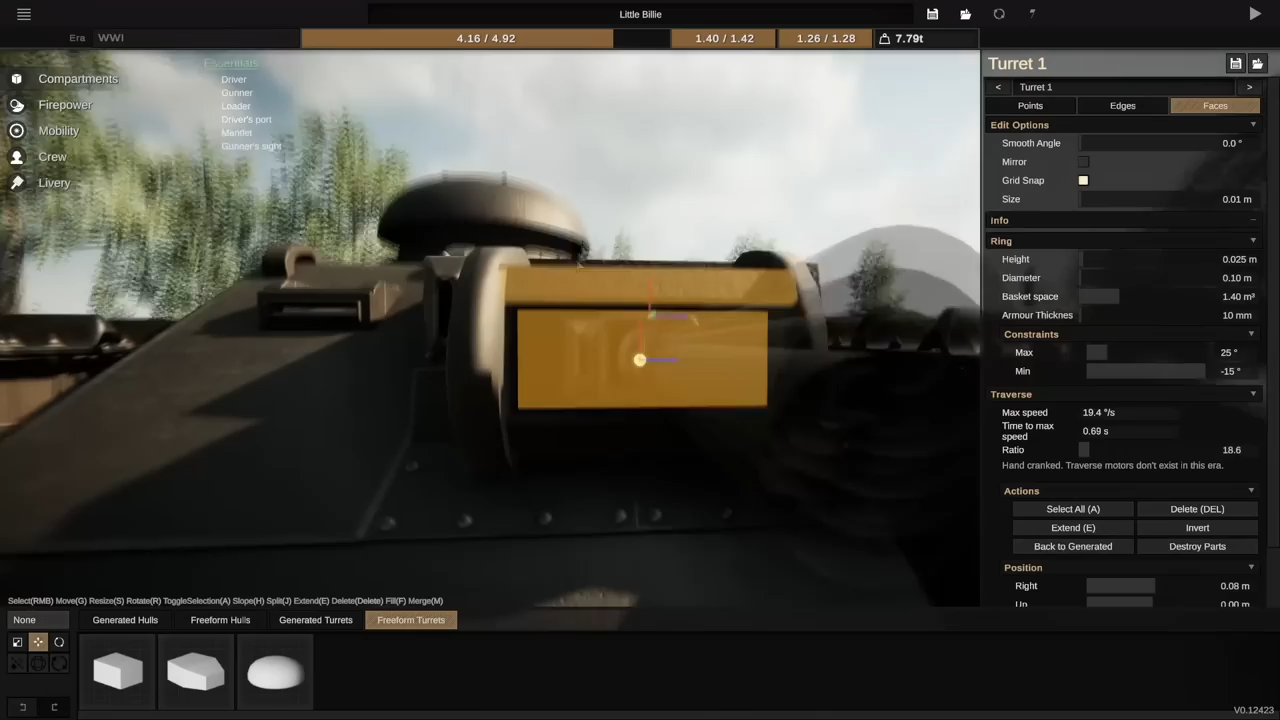 Little Billie
Era WWI
4.16 / 4.92
1.40 / 1.42
1.26 / 1.28
7.79t
Compartments
Firepower
Mobility
Crew
Livery
Essentials
Driver
Gunner
Loader
Driver's port
Mantlet
Gunner's sight
Turret 1
< Turret 1 >
Points Edges Faces
Edit Options
Smooth Angle 0.0 °
Mirror
Grid Snap
Size 0.01 m
Info
Ring
Height 0.025 m
Diameter 0.10 m
Basket space 1.40 m³
Armour Thicknes 10 mm
Constraints
Max 25 °
Min -15 °
Traverse
Max speed 19.4 °/s
Time to max speed 0.69 s
Ratio 18.6
Hand cranked. Traverse motors don't exist in this era.
Actions
Select All (A) Delete (DEL)
Extend (E) Invert
Back to Generated Destroy Parts
Position
Right 0.08 m
Up 0.00 m
Select(RMB) Move(G) Resize(S) Rotate(R) ToggleSelection(A) Slope(H) Split(J) Extend(E) Delete(Delete) Fill(F) Merge(M)
None
Generated Hulls Freeform Hulls Generated Turrets Freeform Turrets
V0.12423